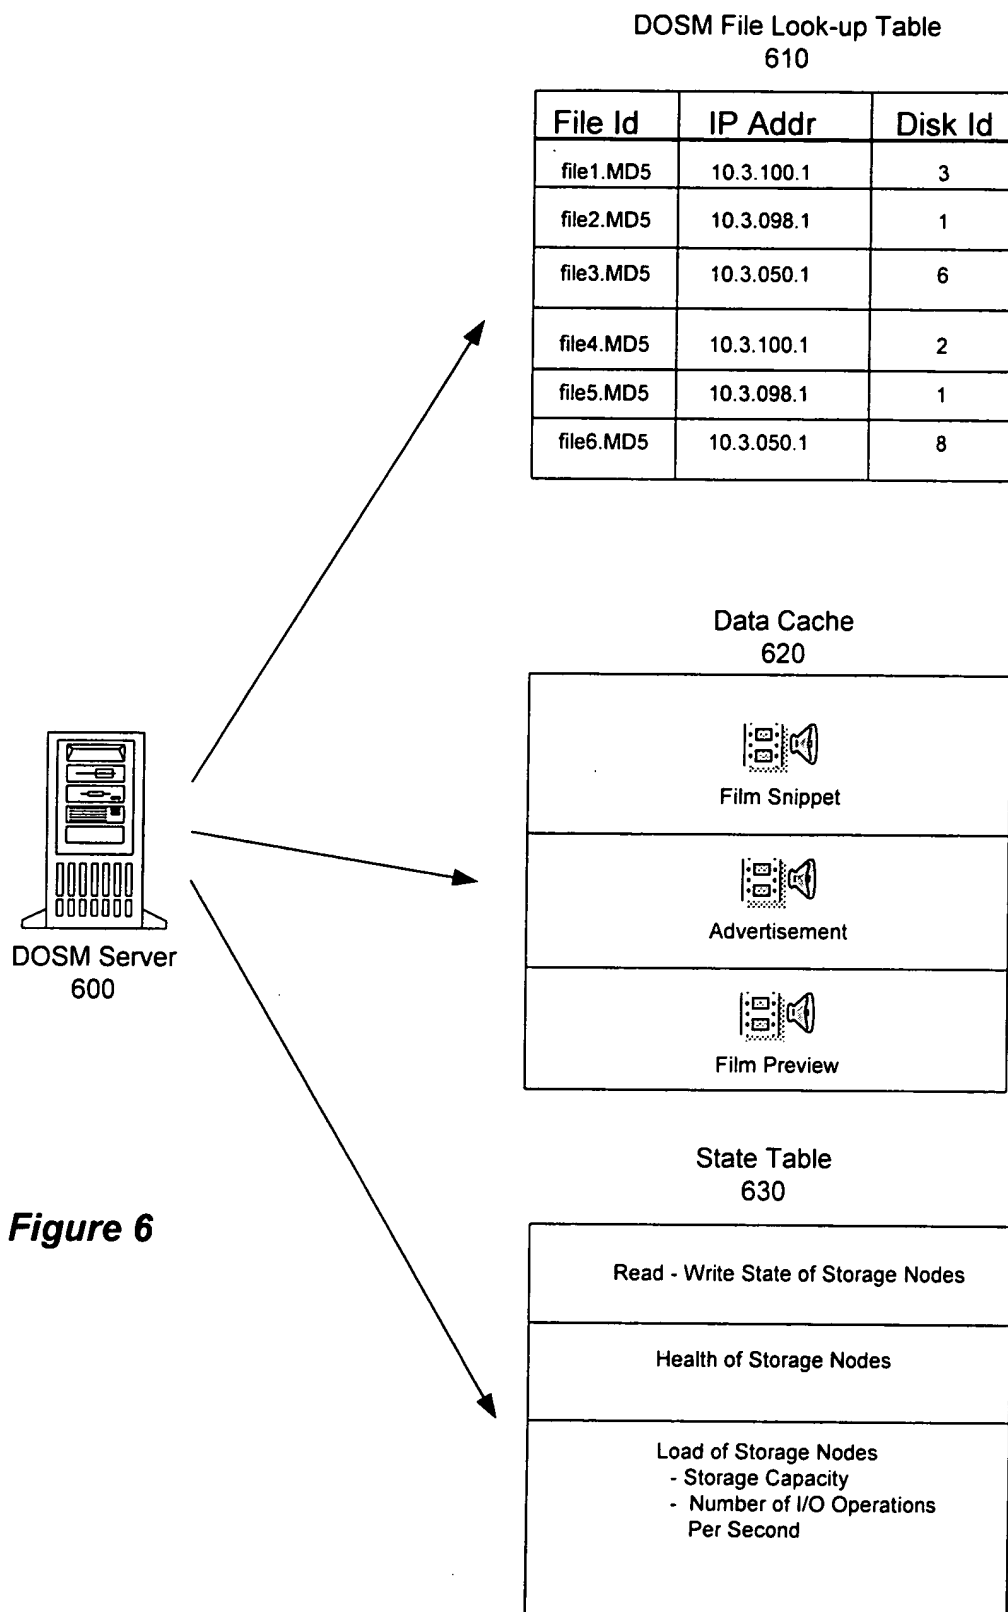 DOSM File Look-up Table
610
File Id IP Addr Disk Id
file1.MD5 10.3.100.1 3
file2.MD5 10.3.098.1 1
file3.MD5 10.3.050.1 6
file4.MD5 10.3.100.1 2
file5.MD5 10.3.098.1 1
file6.MD5 10.3.050.1 8
Data Cache
620
Film Snippet
Advertisement
Film Preview
DOSM Server
600
State Table
630
Read - Write State of Storage Nodes
Health of Storage Nodes
Load of Storage Nodes
- Storage Capacity
- Number of I/O Operations
Per Second
Figure 6